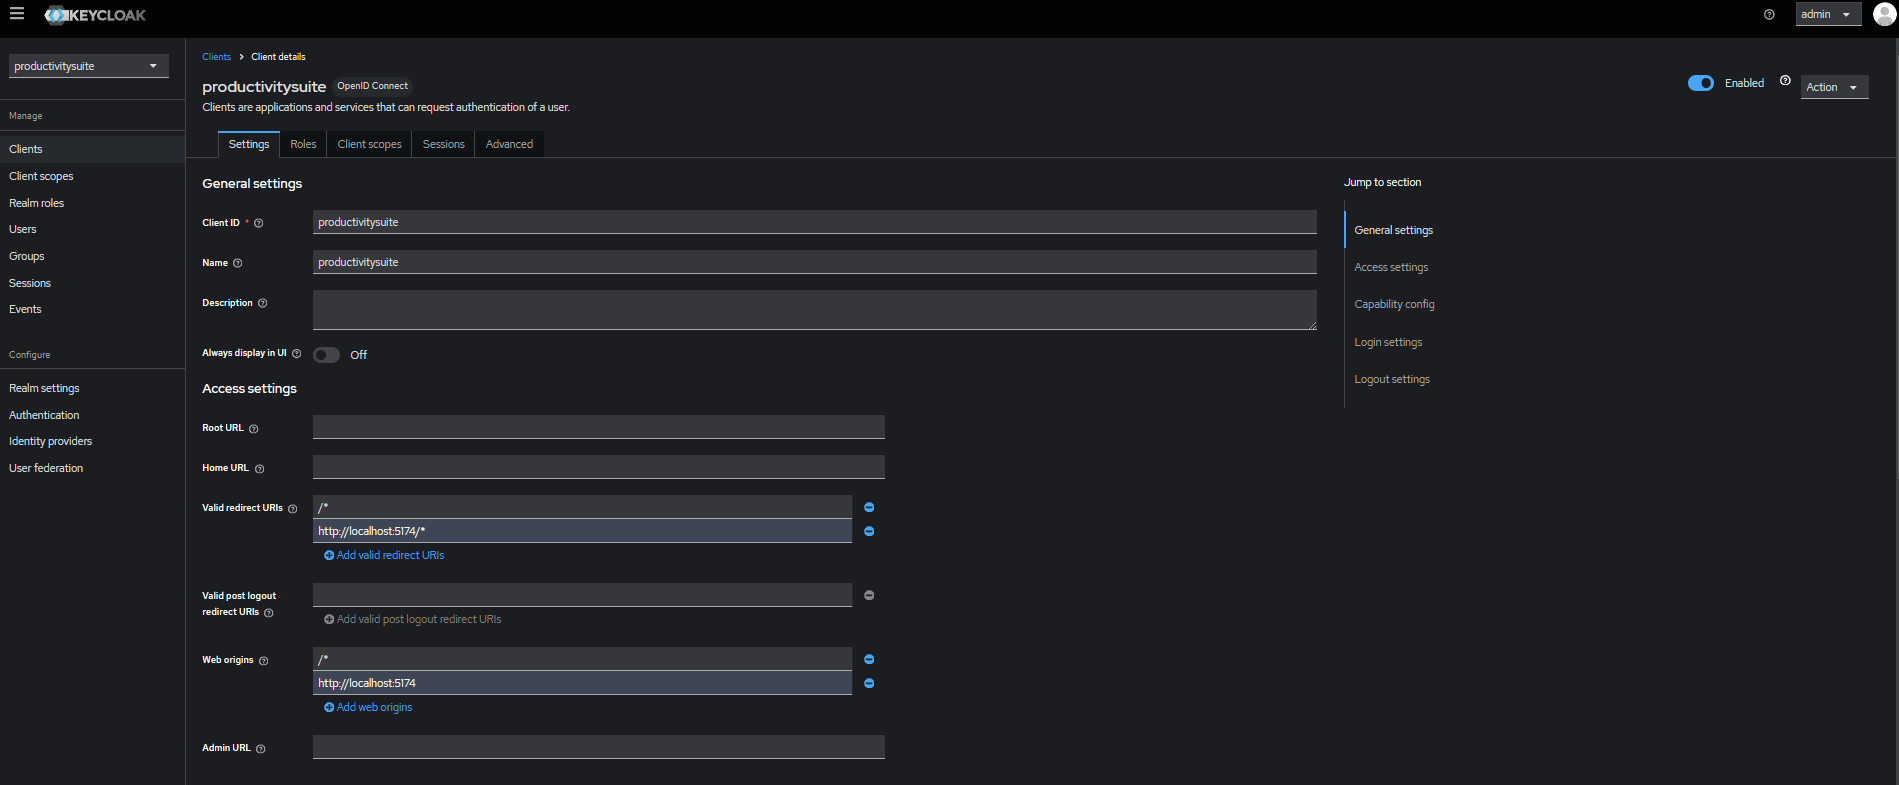 KEYCLOAK
admin
productivitysuite
Manage
Clients
Client scopes
Realm roles
Users
Groups
Sessions
Events
Configure
Realm settings
Authentication
Identity providers
User federation
Clients > Client details
productivitysuite OpenID Connect
Clients are applications and services that can request authentication of a user.
Enabled
Action
Settings Roles Client scopes Sessions Advanced
General settings
Client ID * productivitysuite
Name productivitysuite
Description
Always display in UI Off
Access settings
Root URL
Home URL
Valid redirect URIs /*
http://localhost:5174/*
Add valid redirect URIs
Valid post logout
redirect URIs
Add valid post logout redirect URIs
Web origins /*
http://localhost:5174
Add web origins
Admin URL
Jump to section
General settings
Access settings
Capability config
Login settings
Logout settings